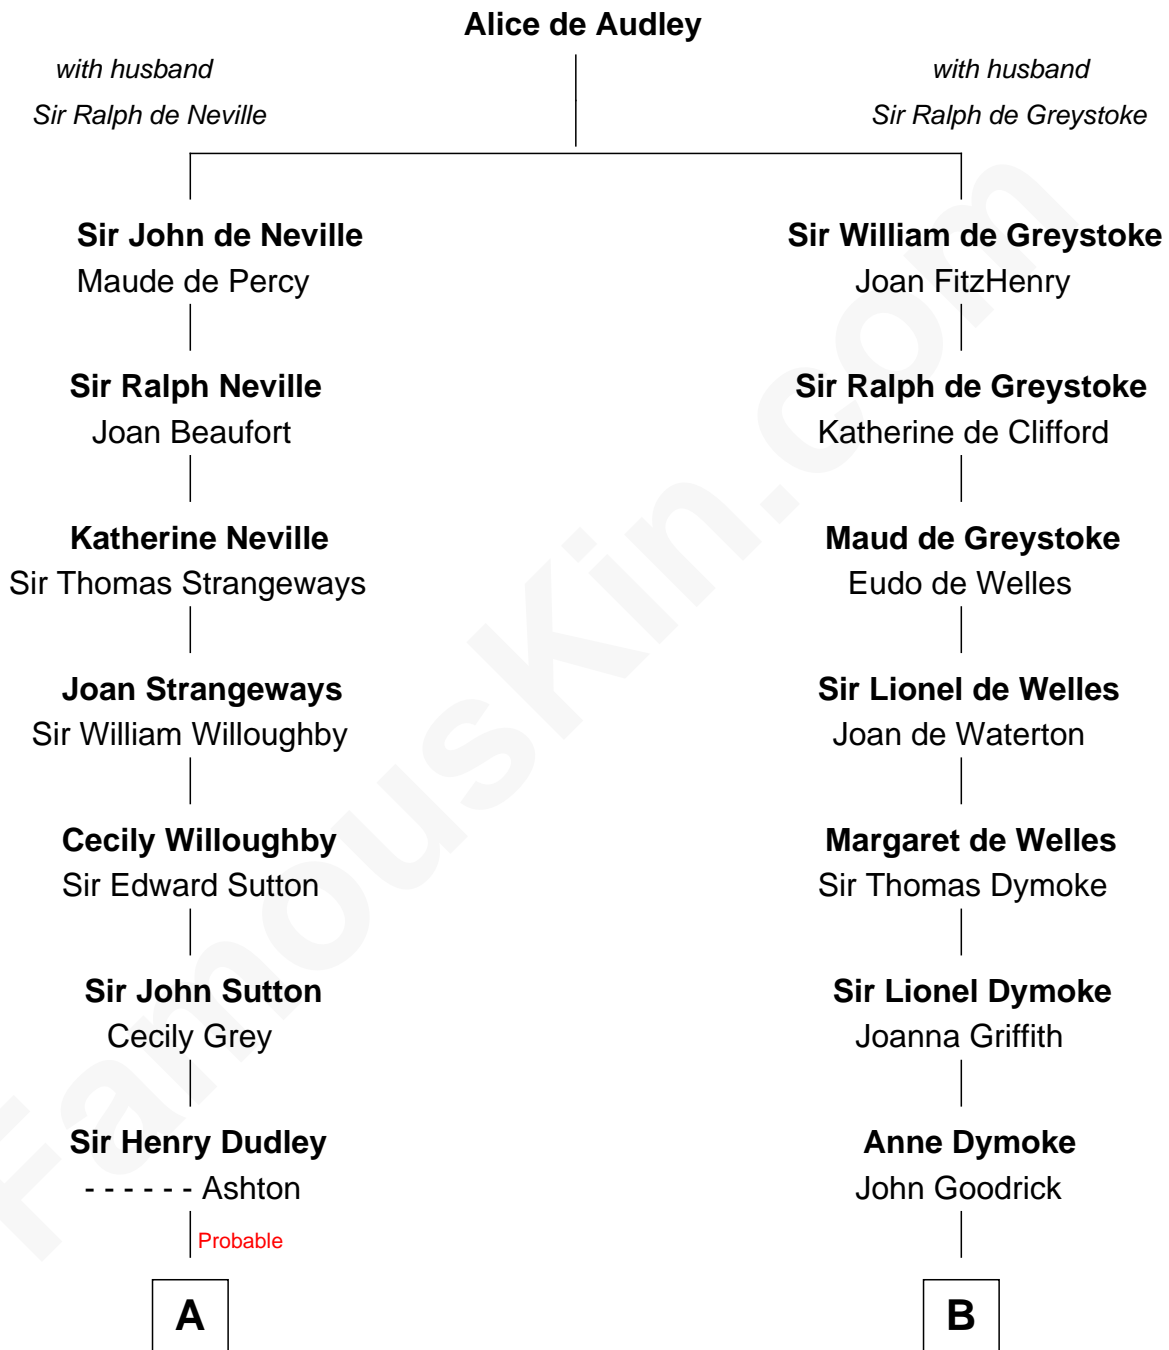 Alice de Audley
with husband
Sir Ralph de Neville
with husband
Sir Ralph de Greystoke
Sir John de Neville
Maude de Percy
Sir William de Greystoke
Joan FitzHenry
Sir Ralph Neville
Joan Beaufort
Sir Ralph de Greystoke
Katherine de Clifford
Katherine Neville
Sir Thomas Strangeways
Maud de Greystoke
Eudo de Welles
Joan Strangeways
Sir William Willoughby
Sir Lionel de Welles
Joan de Waterton
Cecily Willoughby
Sir Edward Sutton
Margaret de Welles
Sir Thomas Dymoke
Sir John Sutton
Cecily Grey
Sir Lionel Dymoke
Joanna Griffith
Sir Henry Dudley
- - - - - - Ashton
Anne Dymoke
John Goodrick
Probable
A
B
FamousKin.com